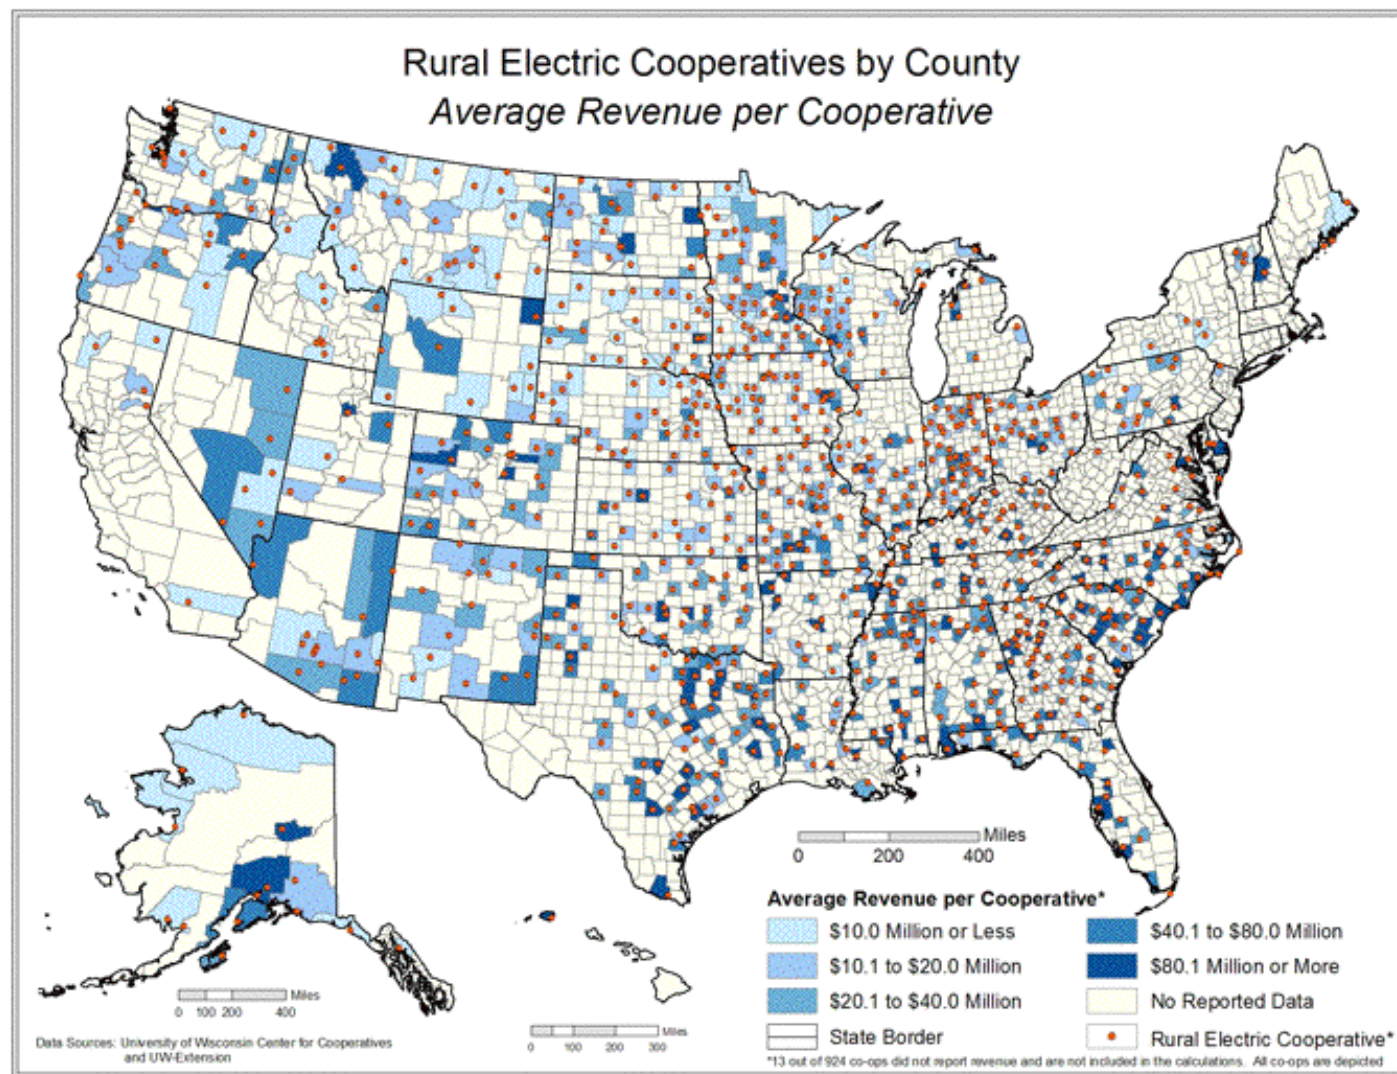 Rural Electric Cooperatives by County
Average Revenue per Cooperative
Miles
0 200 400
Average Revenue per Cooperative*
$10.0 Million or Less
$10.1 to $20.0 Million
$20.1 to $40.0 Million
State Border
$40.1 to $80.0 Million
$80.1 Million or More
No Reported Data
Rural Electric Cooperative*
*13 out of 924 co-ops did not report revenue and are not included in the calculations. All co-ops are depicted
Miles
0 100 200 400
Miles
0 100 200 300
Data Sources: University of Wisconsin Center for Cooperatives
and UW-Extension